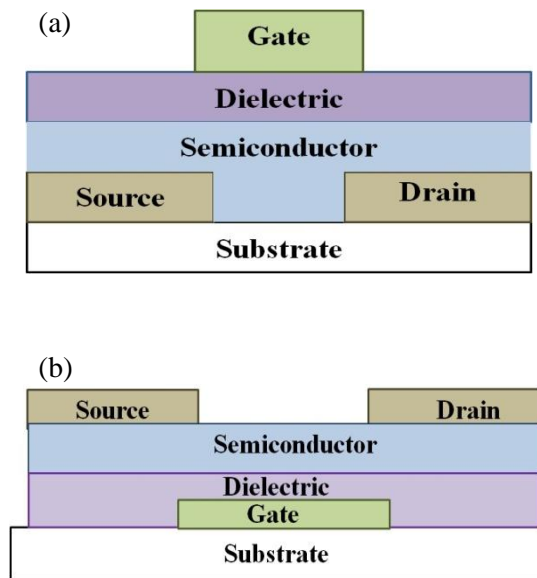 (a)
Gate
Dielectric
Semiconductor
Source Drain
Substrate
(b)
Source Drain
Semiconductor
Dielectric
Gate
Substrate